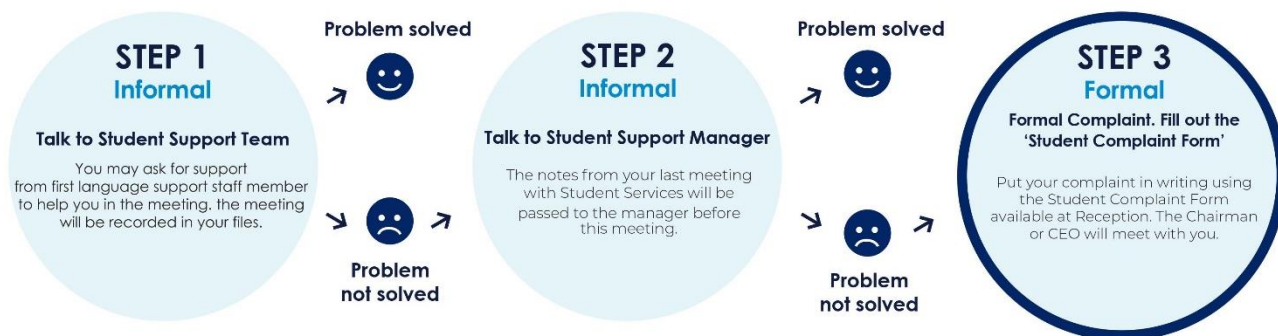 STEP 1
Informal
Talk to Student Support Team
You may ask for support
from first language support staff member
to help you in the meeting. the meeting
will be recorded in your files.
Problem solved
Problem
not solved
STEP 2
Informal
Talk to Student Support Manager
The notes from your last meeting
with Student Services will be
passed to the manager before
this meeting.
Problem solved
Problem
not solved
STEP 3
Formal
Formal Complaint. Fill out the
‘Student Complaint Form’
Put your complaint in writing using
the Student Complaint Form
available at Reception. The Chairman
or CEO will meet with you.